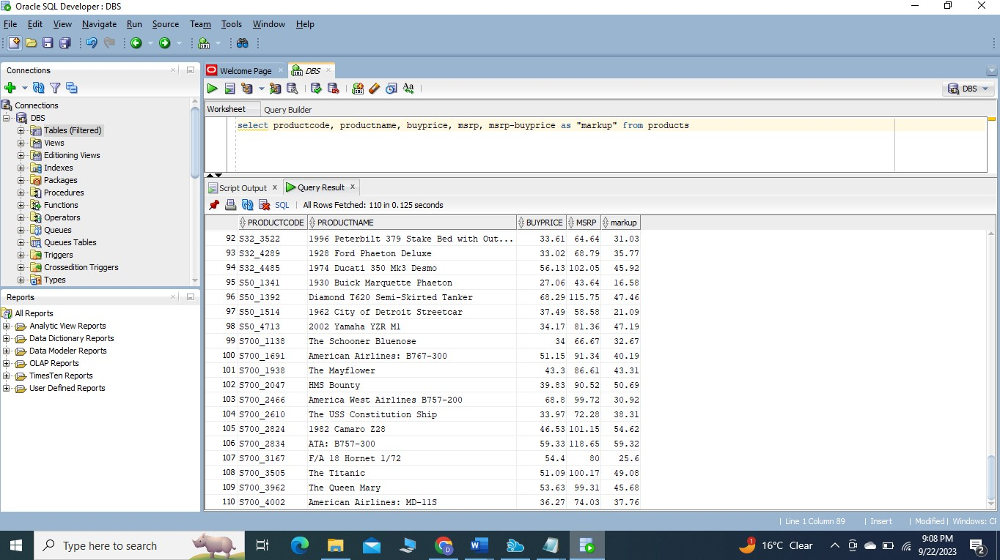 Oracle SQL Developer : DBS
File Edit View Navigate Run Source Team Tools Window Help
Connections
Connections
DBS
Tables (Filtered)
Views
Editioning Views
Indexes
Packages
Procedures
Functions
Operators
Queues
Queues Tables
Triggers
Crossedition Triggers
Types
Reports
All Reports
Analytic View Reports
Data Dictionary Reports
Data Modeler Reports
OLAP Reports
TimesTen Reports
User Defined Reports
Welcome Page DBS
DBS
Worksheet Query Builder
select productcode, productname, buyprice, msrp, msrp-buyprice as "markup" from products
Script Output Query Result
SQL | All Rows Fetched: 110 in 0.125 seconds
PRODUCTCODE PRODUCTNAME BUYPRICE MSRP markup
92 S32_3522 1996 Peterbilt 379 Stake Bed with Out... 33.61 64.64 31.03
93 S32_4289 1928 Ford Phaeton Deluxe 33.02 68.79 35.77
94 S32_4485 1974 Ducati 350 Mk3 Desmo 56.13 102.05 45.92
95 S50_1341 1930 Buick Marquette Phaeton 27.06 43.64 16.58
96 S50_1392 Diamond T620 Semi-Skirted Tanker 68.29 115.75 47.46
97 S50_1514 1962 City of Detroit Streetcar 37.49 58.58 21.09
98 S50_4713 2002 Yamaha YZR M1 34.17 81.36 47.19
99 S700_1138 The Schooner Bluenose 34 66.67 32.67
100 S700_1691 American Airlines: B767-300 51.15 91.34 40.19
101 S700_1938 The Mayflower 43.3 86.61 43.31
102 S700_2047 HMS Bounty 39.83 90.52 50.69
103 S700_2466 America West Airlines B757-200 68.8 99.72 30.92
104 S700_2610 The USS Constitution Ship 33.97 72.28 38.31
105 S700_2824 1982 Camaro Z28 46.53 101.15 54.62
106 S700_2834 ATA: B757-300 59.33 118.65 59.32
107 S700_3167 F/A 18 Hornet 1/72 54.4 80 25.6
108 S700_3505 The Titanic 51.09 100.17 49.08
109 S700_3962 The Queen Mary 53.63 99.31 45.68
110 S700_4002 American Airlines: MD-11S 36.27 74.03 37.76
| Line 1 Column 89 | Insert | Modified | Windows: CF
Type here to search
1 16°C Clear
9:08 PM
9/22/2023
2